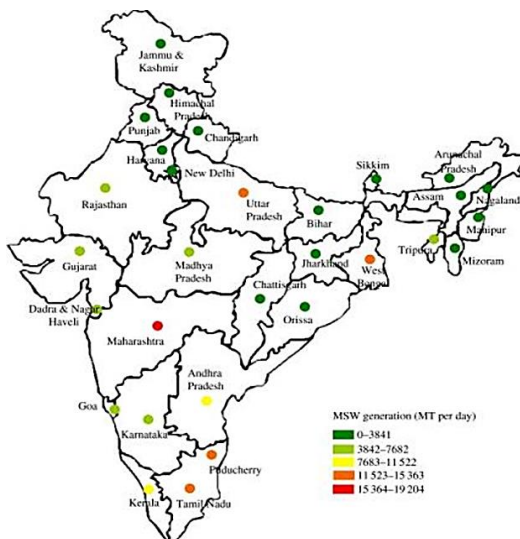 Jammu &
Kashmir
Himachal
Pradesh
Punjab
Chandigarh
Haryana
New Delhi
Rajasthan
Uttar
Pradesh
Sikkim
Arunachal
Pradesh
Assam
Nagaland
Manipur
Bihar
Tripura
Mizoram
Gujarat
Madhya
Pradesh
Jharkhand
West
Bengal
Chattisgarh
Orissa
Dadra & Nagar
Haveli
Maharashtra
Andhra
Pradesh
Goa
Karnataka
Puducherry
Kerala
Tamil Nadu
MSW generation (MT per day)
0–3841
3842–7682
7683–11 522
11 523–15 363
15 364–19 204